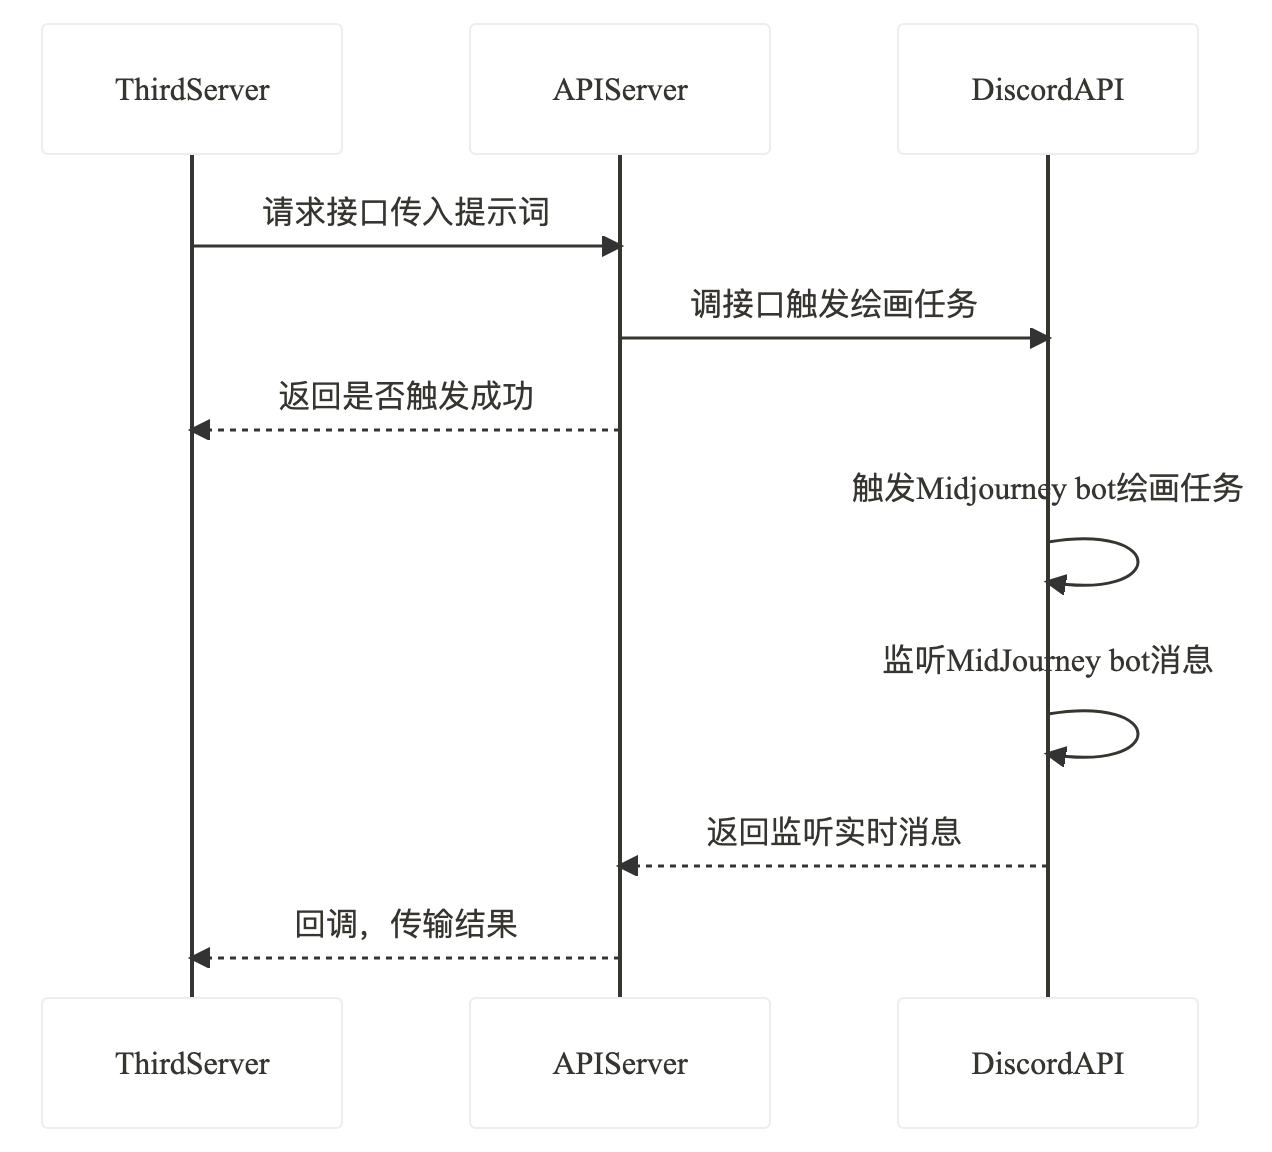 ThirdServer
APIServer
DiscordAPI
请求接口传入提示词
调接口触发绘画任务
返回是否触发成功
触发Midjourney bot绘画任务
监听MidJourney bot消息
返回监听实时消息
回调，传输结果
ThirdServer
APIServer
DiscordAPI